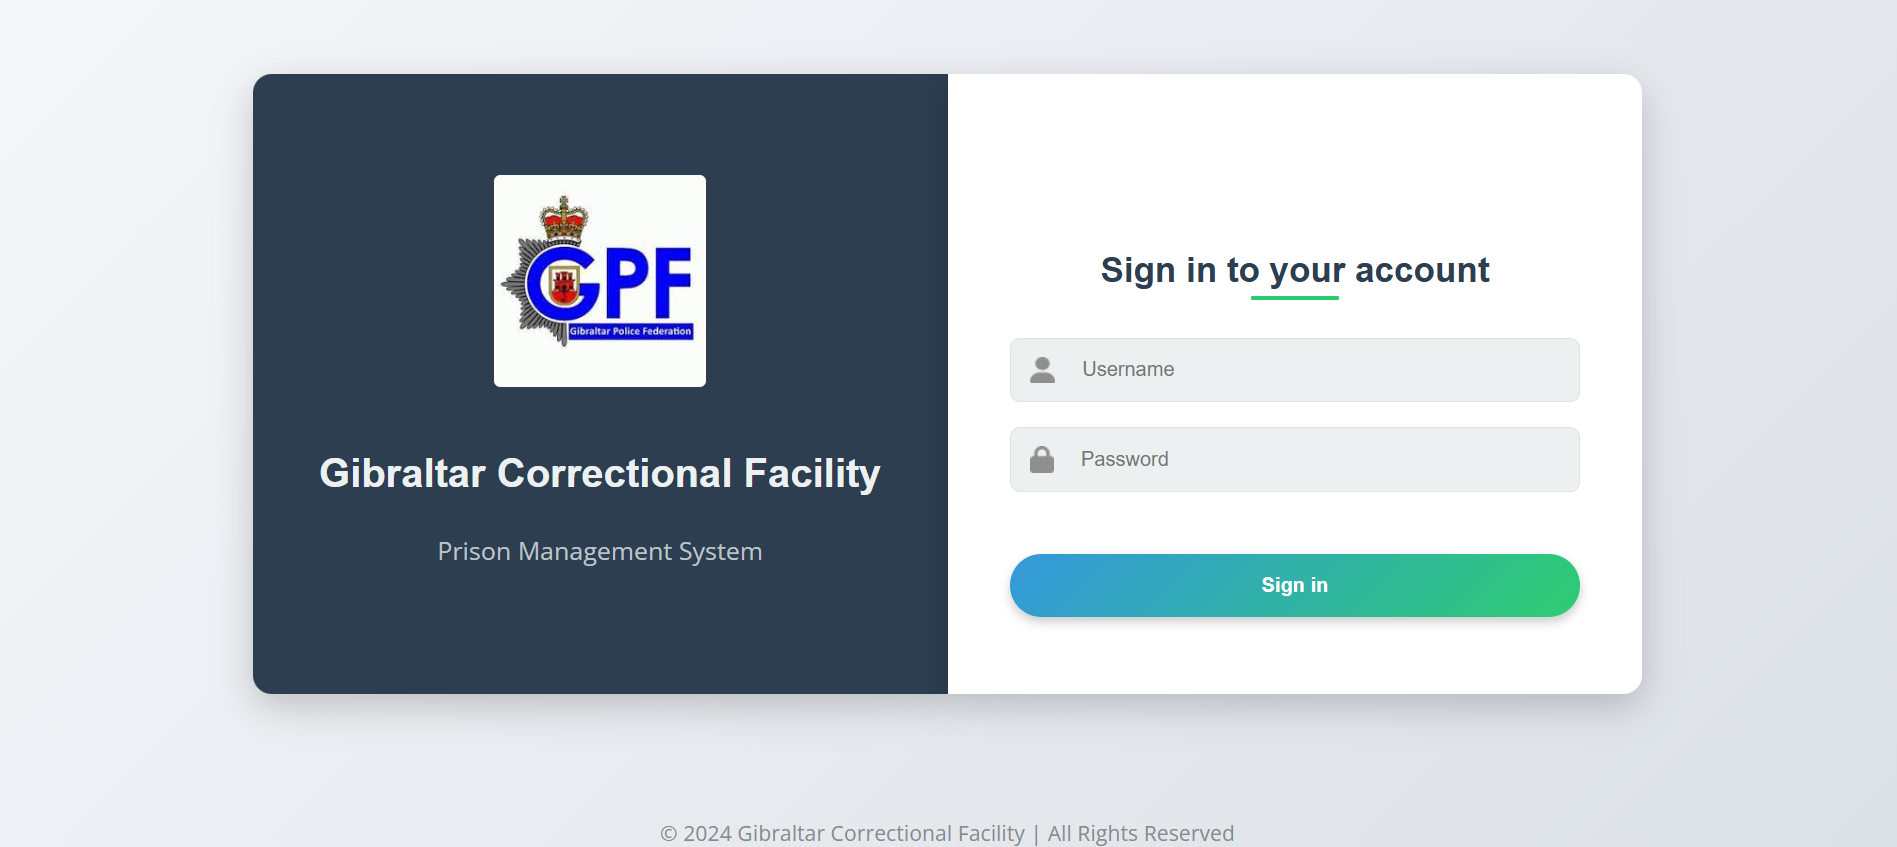 GPF
Gibraltar Police Federation
Gibraltar Correctional Facility
Prison Management System
Sign in to your account
Username
Password
Sign in
© 2024 Gibraltar Correctional Facility | All Rights Reserved